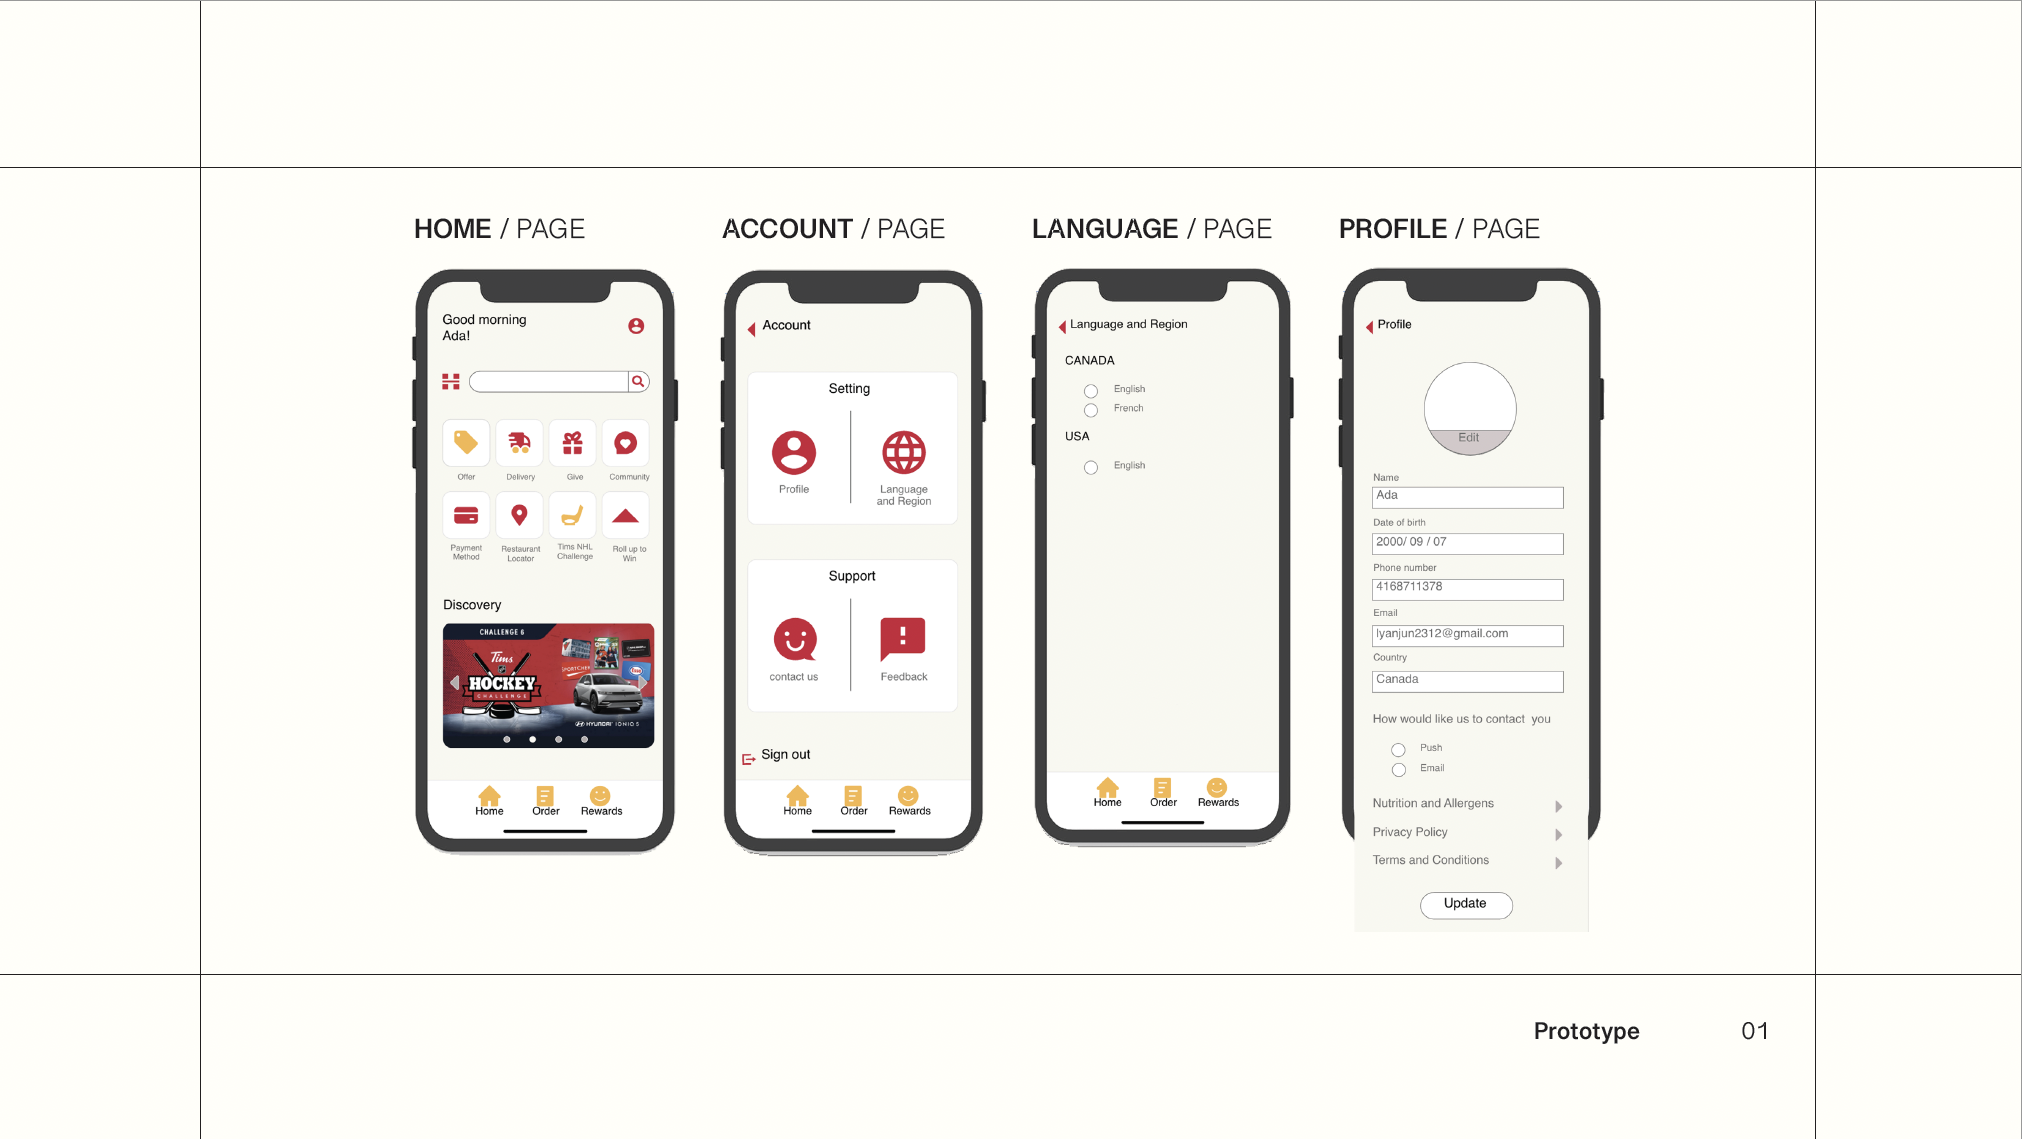 HOME / PAGE
Good morning
Ada!
Offer
Delivery
Give
Community
Payment
Method
Restaurant
Locator
Tims NHL
Challenge
Roll up to
Win
Discovery
CHALLENGE 6
Tims
HOCKEY
CHALLENGE
SPORTCHEK
HYUNDAI IONIQ 5
Home
Order
Rewards
ACCOUNT / PAGE
Account
Setting
Profile
Language
and Region
Support
contact us
Feedback
Sign out
Home
Order
Rewards
LANGUAGE / PAGE
Language and Region
CANADA
English
French
USA
English
Home
Order
Rewards
PROFILE / PAGE
Profile
Edit
Name
Ada
Date of birth
2000/ 09 / 07
Phone number
4168711378
Email
lyanjun2312@gmail.com
Country
Canada
How would like us to contact you
Push
Email
Nutrition and Allergens
Privacy Policy
Terms and Conditions
Update
Prototype 01